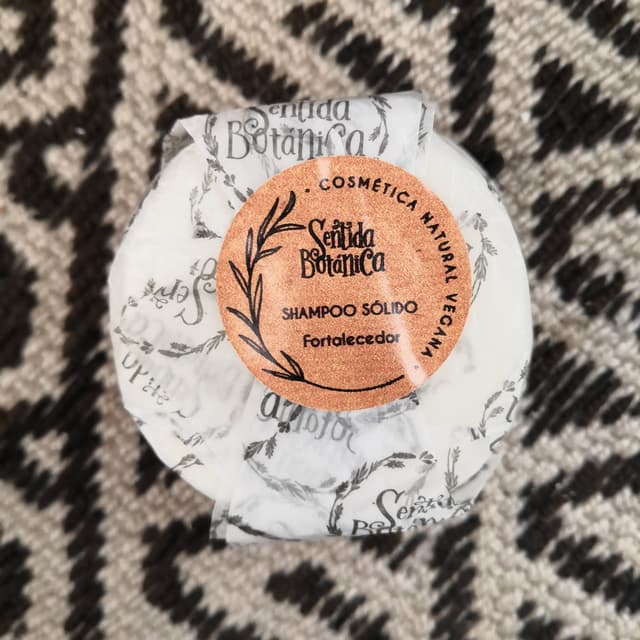 Sentida
Botánica
• COSMÉTICA NATURAL VEGANA •
Sentida
Botánica
SHAMPOO SÓLIDO
Fortalecedor
Sentida
Botánica